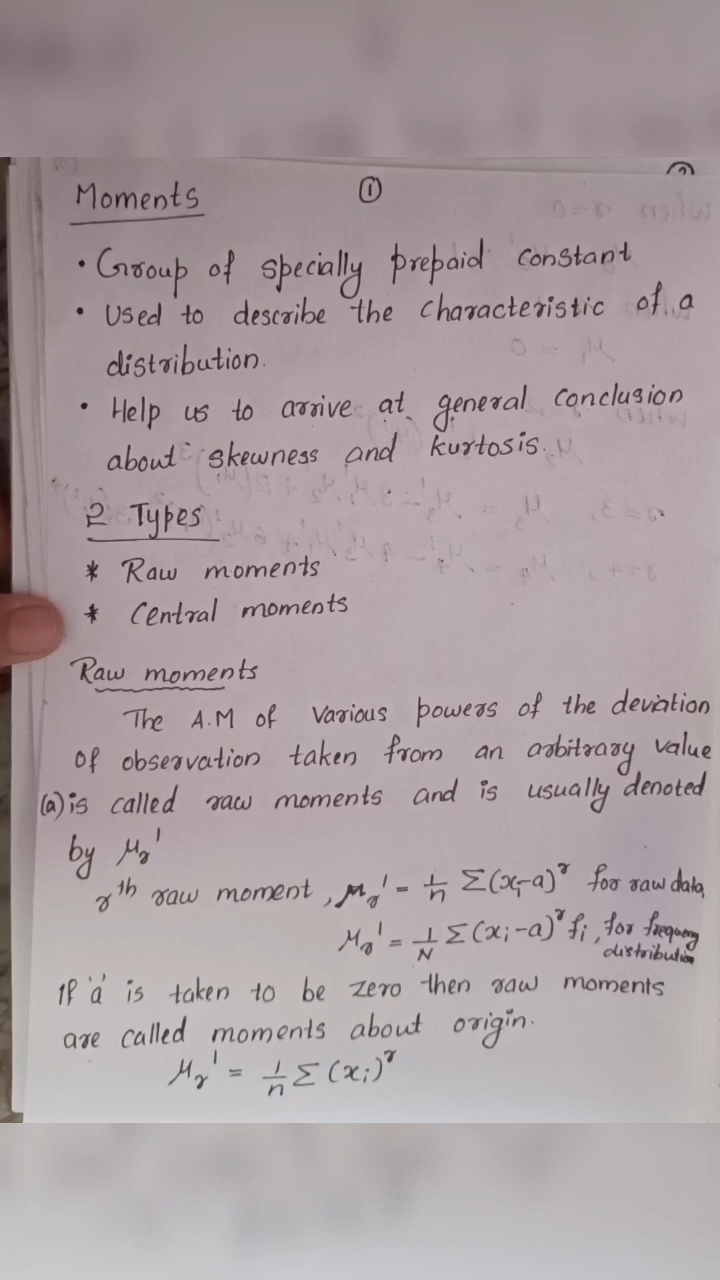 Moments
①
• Group of specially prepaid constant
• Used to describe the characteristic of a
distribution.
• Help us to arrive at general conclusion
about skewness and kurtosis.
2 Types
* Raw moments
* Central moments
Raw moments
The A.M of various powers of the deviation
of observation taken from an arbitrary value
(a) is called raw moments and is usually denoted
by μr'
rth raw moment, μr' = 1/n Σ(xi-a)^r for raw data,
μr' = 1/N Σ(xi-a)^r fi, for frequency
distribution
If 'a' is taken to be zero then raw moments
are called moments about origin.
μr' = 1/n Σ(xi)^r